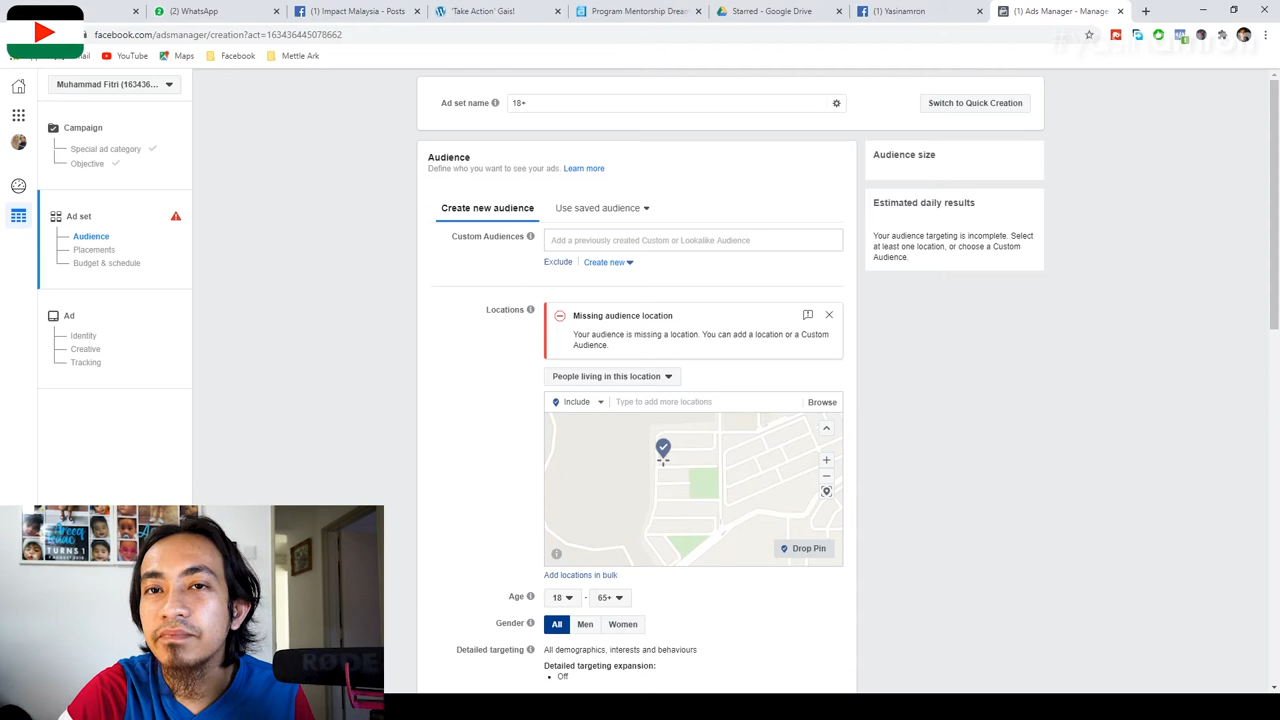 (2) WhatsApp
(1) Impact Malaysia - Posts
'Take Action' Gaisl
Program Mentorship Dream
Starred - Google Drive
(1) Yasinamron
(1) Ads Manager - Manage
facebook.com/adsmanager/creation?act=163436445078662
#yasinamron
YouTube
Maps
Facebook
Mettle Ark
Muhammad Fitri (163436...
Campaign
Special ad category
Objective
Ad set
Audience
Placements
Budget & schedule
Ad
Identity
Creative
Tracking
Ad set name
18+
Switch to Quick Creation
Audience
Define who you want to see your ads. Learn more
Create new audience
Use saved audience
Custom Audiences
Add a previously created Custom or Lookalike Audience
Exclude
Create new
Locations
Missing audience location
Your audience is missing a location. You can add a location or a Custom
Audience.
People living in this location
Include
Type to add more locations
Browse
Drop Pin
Add locations in bulk
Age
18
-
65+
Gender
All
Men
Women
Detailed targeting
All demographics, interests and behaviours
Detailed targeting expansion:
• Off
Audience size
Estimated daily results
Your audience targeting is incomplete. Select
at least one location, or choose a Custom
Audience.
TURNS 1
RØDE